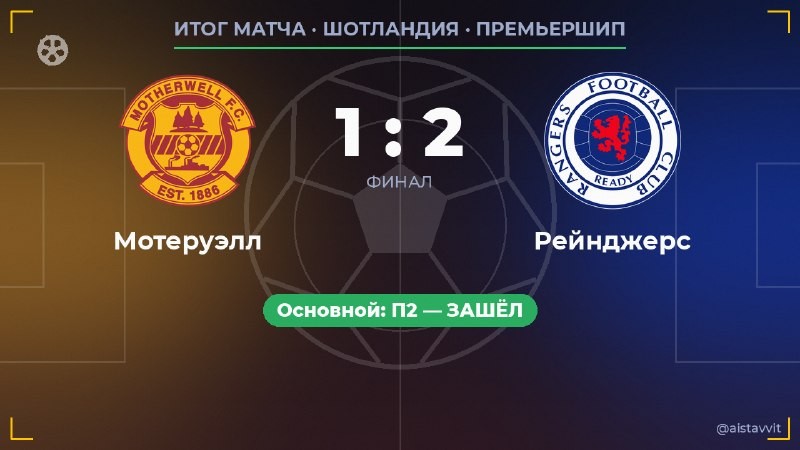 ИТОГ МАТЧА · ШОТЛАНДИЯ · ПРЕМЬЕРШИП
MOTHERWELL F.C.
EST. 1886
1 : 2
ФИНАЛ
RANGERS FOOTBALL CLUB
READY
Мотеруэлл
Рейнджерс
Основной: П2 — ЗАШЁЛ
@aistavvit